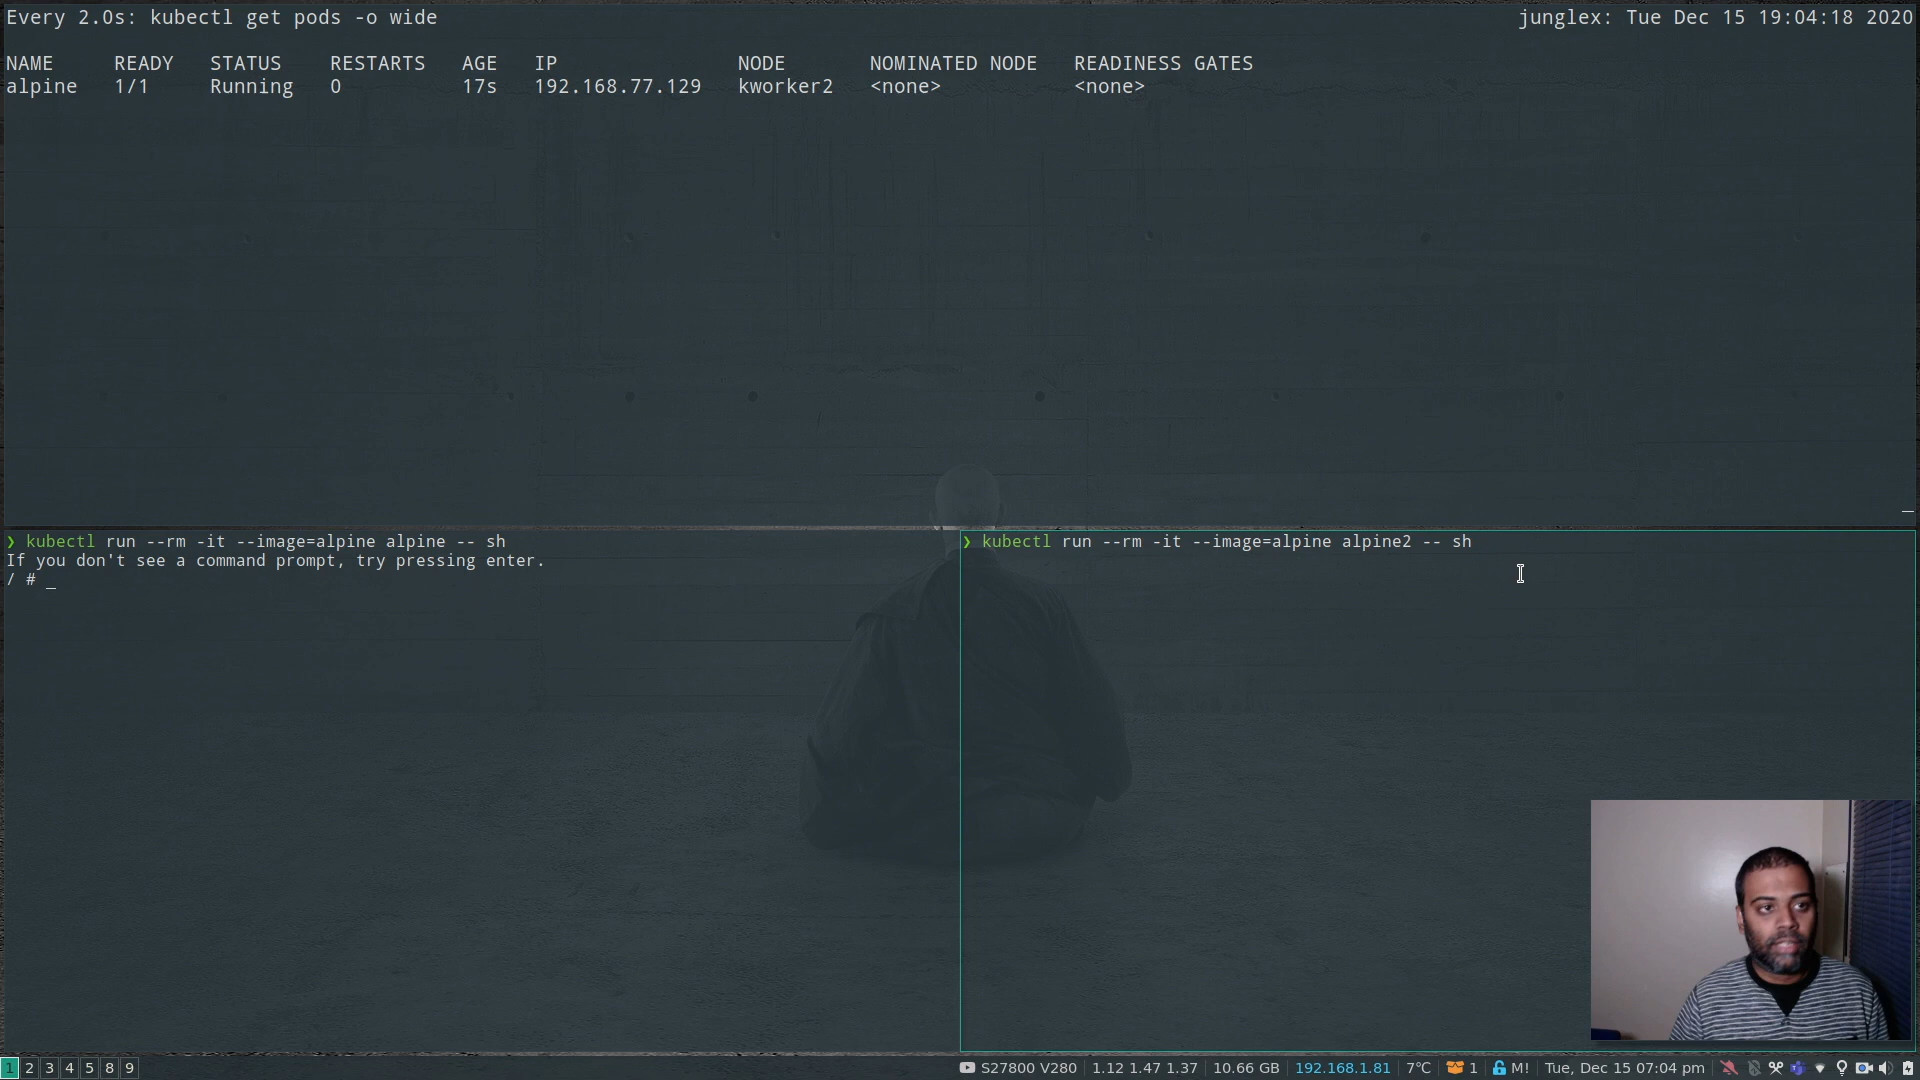 Every 2.0s: kubectl get pods -o wide junglex: Tue Dec 15 19:04:18 2020
NAME READY STATUS RESTARTS AGE IP NODE NOMINATED NODE READINESS GATES
alpine 1/1 Running 0 17s 192.168.77.129 kworker2 <none> <none>
❯ kubectl run --rm -it --image=alpine alpine -- sh
If you don't see a command prompt, try pressing enter.
/ # _
❯ kubectl run --rm -it --image=alpine alpine2 -- sh
1 2 3 4 5 8 9
S27800 V280 1.12 1.47 1.37 10.66 GB 192.168.1.81 7°C 1 M! Tue, Dec 15 07:04 pm